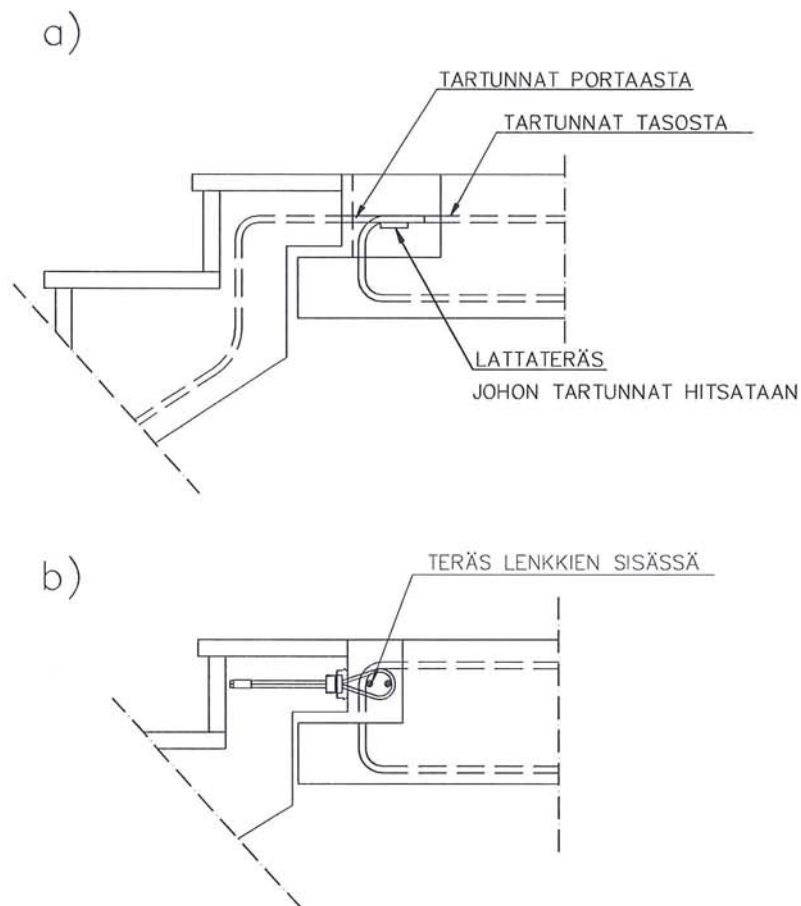 a)
TARTUNNAT PORTAASTA
TARTUNNAT TASOSTA
LATTATERÄS
JOHON TARTUNNAT HITSATAAN
b)
TERÄS LENKKIEN SISÄSSÄ